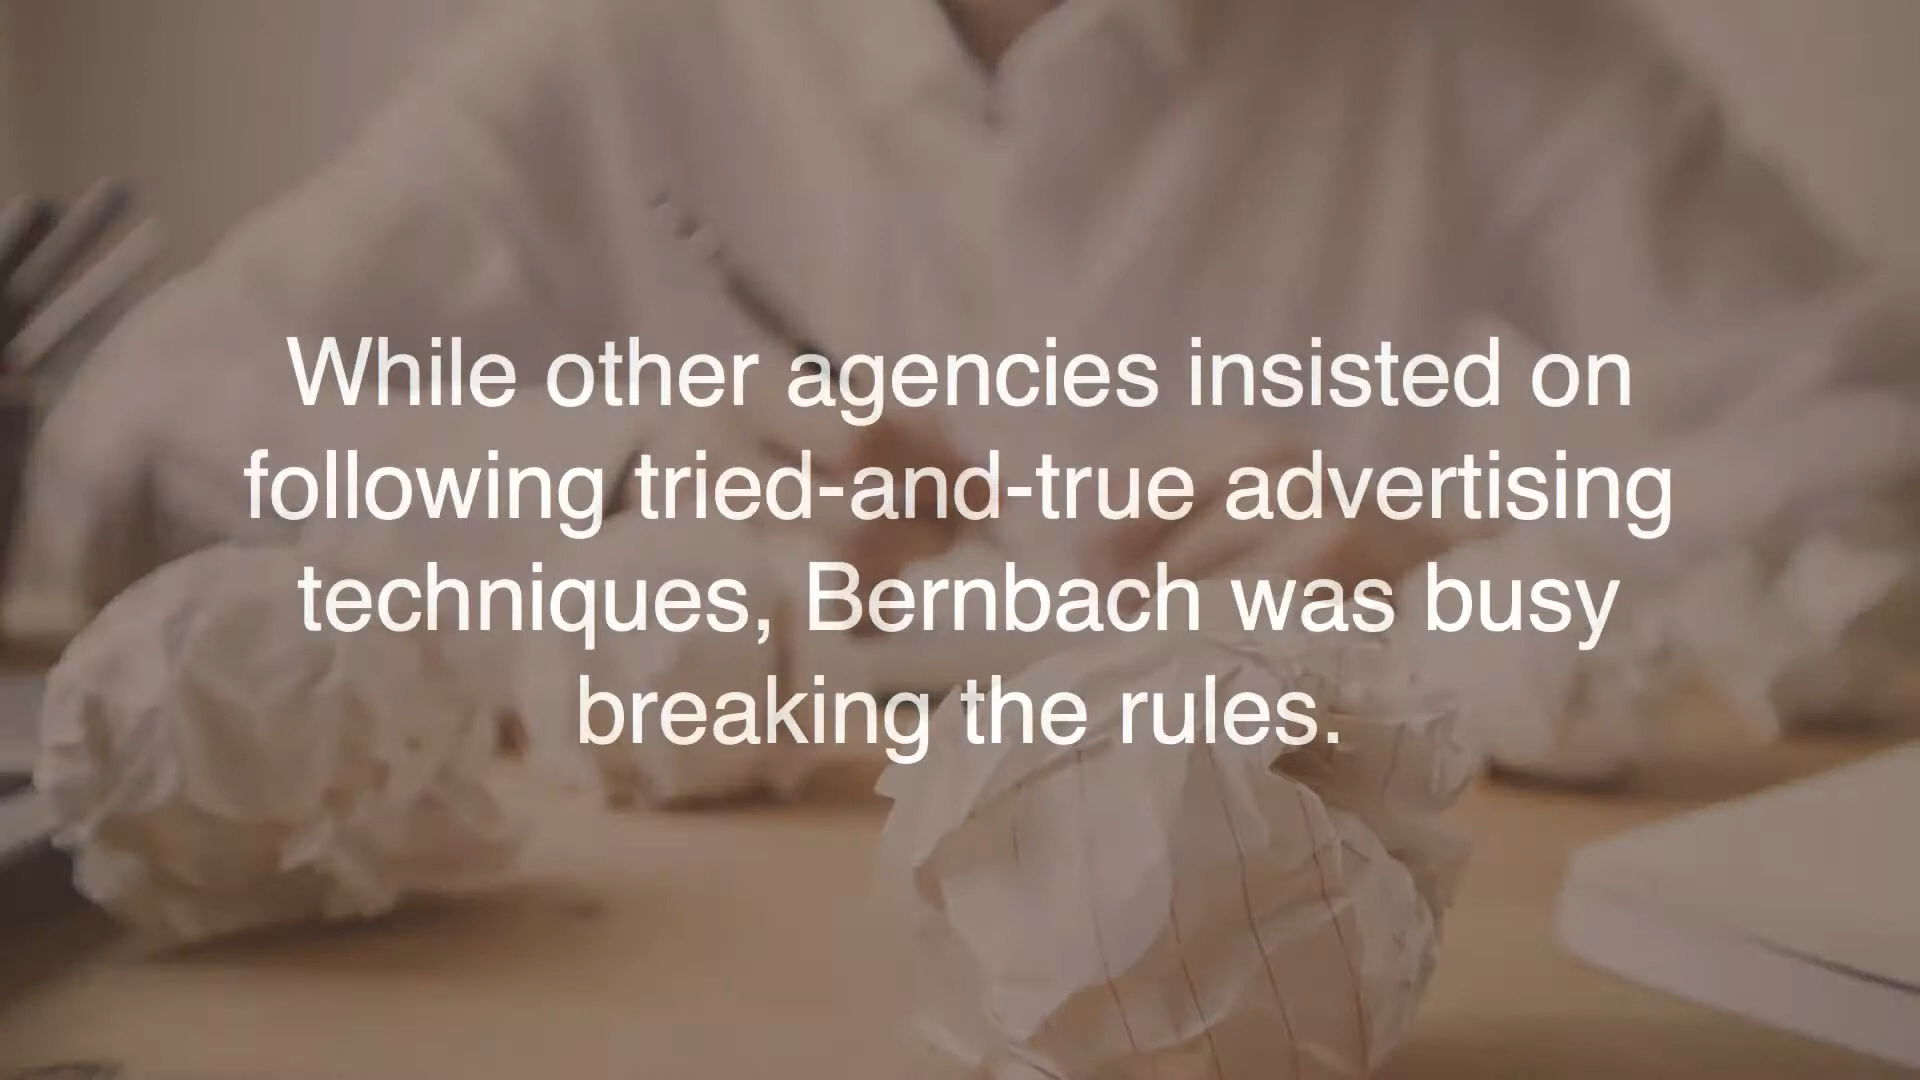 While other agencies insisted on
following tried-and-true advertising
techniques, Bernbach was busy
breaking the rules.